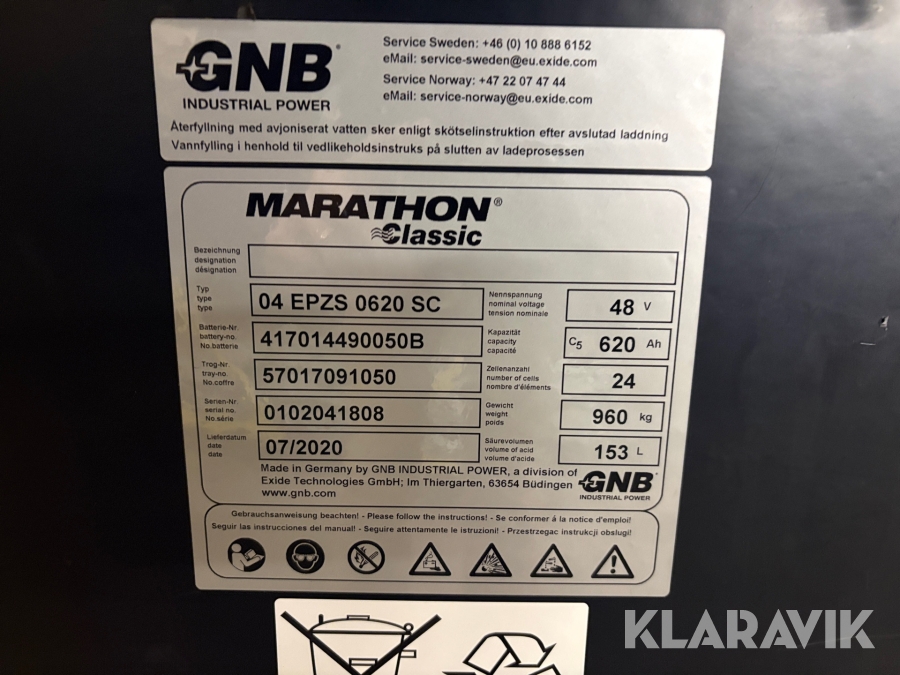 GNB®
INDUSTRIAL POWER
Service Sweden: +46 (0) 10 888 6152
eMail: service-sweden@eu.exide.com
Service Norway: +47 22 07 47 44
eMail: service-norway@eu.exide.com
Återfyllning med avjoniserat vatten sker enligt skötselinstruktion efter avslutad laddning
Vannfylling i henhold til vedlikeholdsinstruks på slutten av ladeprosessen
MARATHON®
Classic
Bezeichnung
designation
désignation
Typ
type
type
04 EPZS 0620 SC
Nennspannung
nominal voltage
tension nominale
48 V
Batterie-Nr.
battery-no.
No.batterie
417014490050B
Kapazität
capacity
capacité
C5 620 Ah
Trog-Nr.
tray-no.
No.coffre
57017091050
Zellenanzahl
number of cells
nombre d'éléments
24
Serien-Nr.
serial no.
No.série
0102041808
Gewicht
weight
poids
960 kg
Lieferdatum
date
date
07/2020
Säurevolumen
volume of acid
volume d'acide
153 L
Made in Germany by GNB INDUSTRIAL POWER, a division of
Exide Technologies GmbH; Im Thiergarten, 63654 Büdingen
www.gnb.com
GNB®
INDUSTRIAL POWER
Gebrauchsanweisung beachten! - Please follow the instructions! - Se conformer á la notice d'emploi!
Seguir las instrucciones del manual! - Seguire attentamente le istruzioni! - Przestrzegac instrukcji obslugi!
KLARAVIK